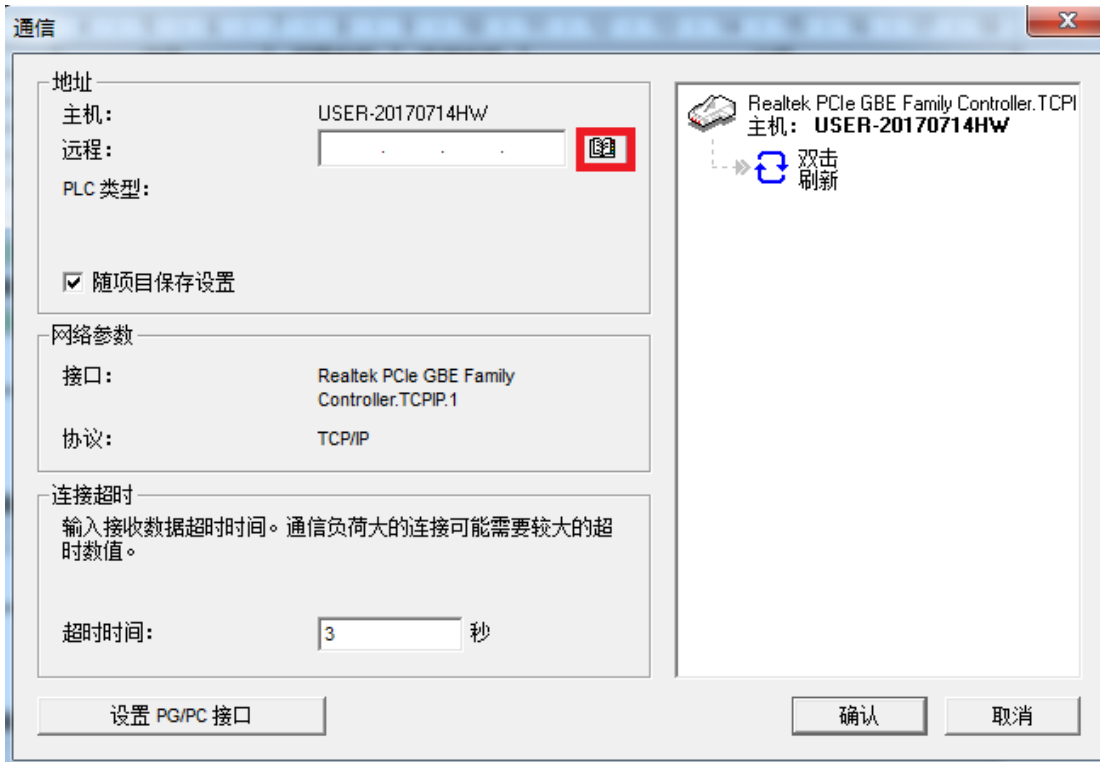 通信
地址
主机: USER-20170714HW
远程: . . .
PLC 类型:
随项目保存设置
网络参数
接口: Realtek PCIe GBE Family
Controller.TCPIP.1
协议: TCP/IP
连接超时
输入接收数据超时时间。通信负荷大的连接可能需要较大的超
时数值。
超时时间: 3 秒
设置 PG/PC 接口
Realtek PCIe GBE Family Controller.TCPI
主机: USER-20170714HW
双击
刷新
确认
取消